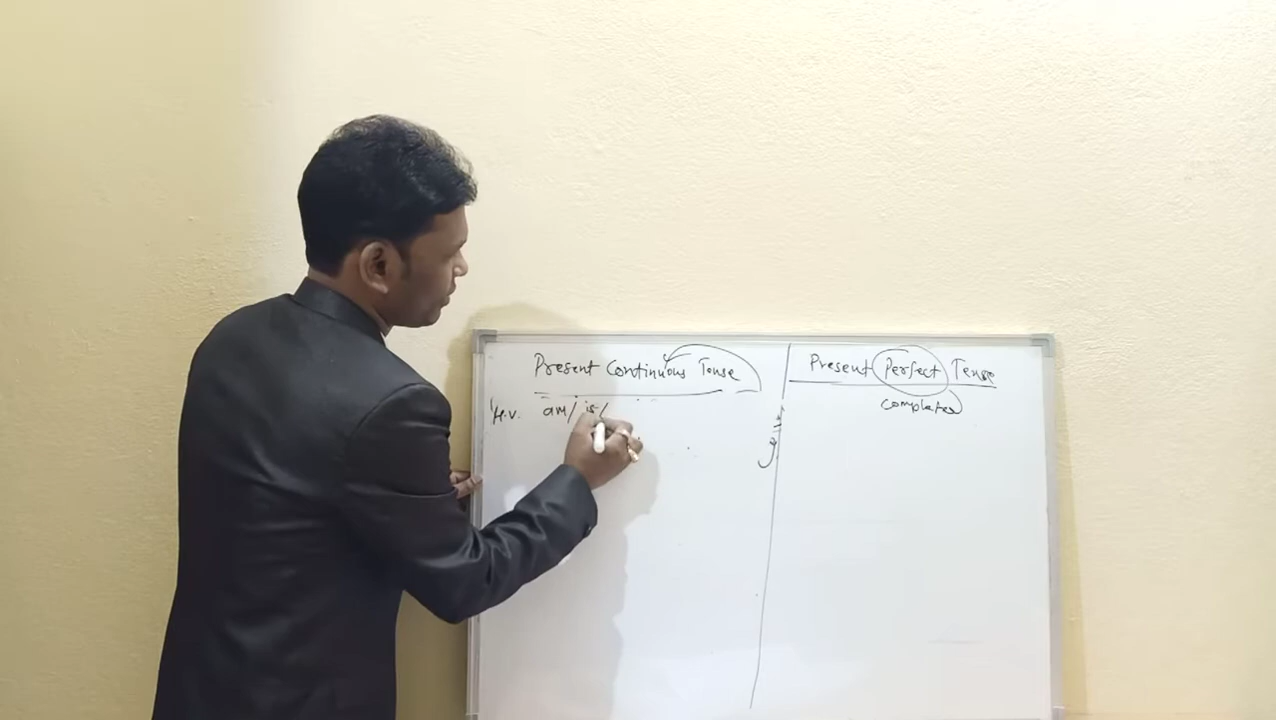 Present Continuous Tense
H.V. am/ is/
Present Perfect Tense
completed